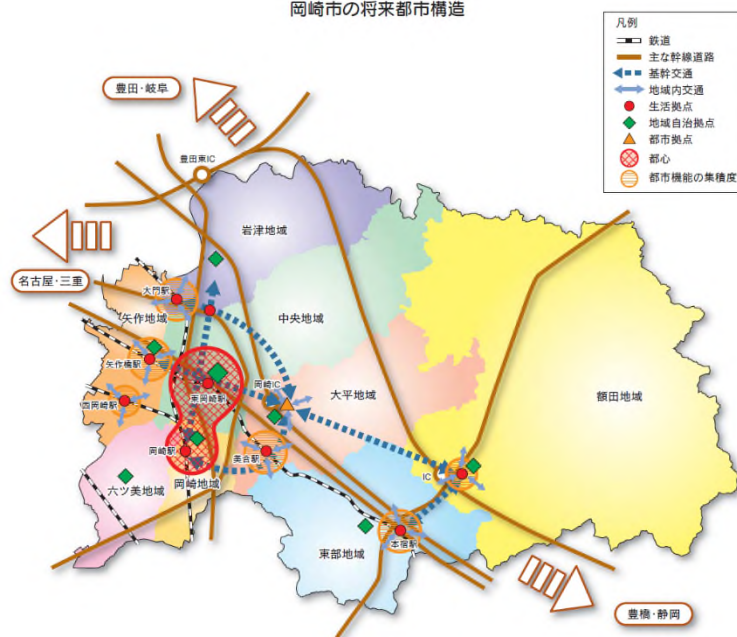 岡崎市の将来都市構造
凡例
鉄道
主な幹線道路
基幹交通
地域内交通
生活拠点
地域自治拠点
都市拠点
都心
都市機能の集積度
豊田・岐阜
豊田東IC
岩津地域
名古屋・三重
大門駅
矢作地域
中央地域
矢作橋駅
東岡崎駅
岡崎IC
大平地域
額田地域
西岡崎駅
岡崎駅
美合駅
IC
六ツ美地域
岡崎地域
本宿駅
東部地域
豊橋・静岡